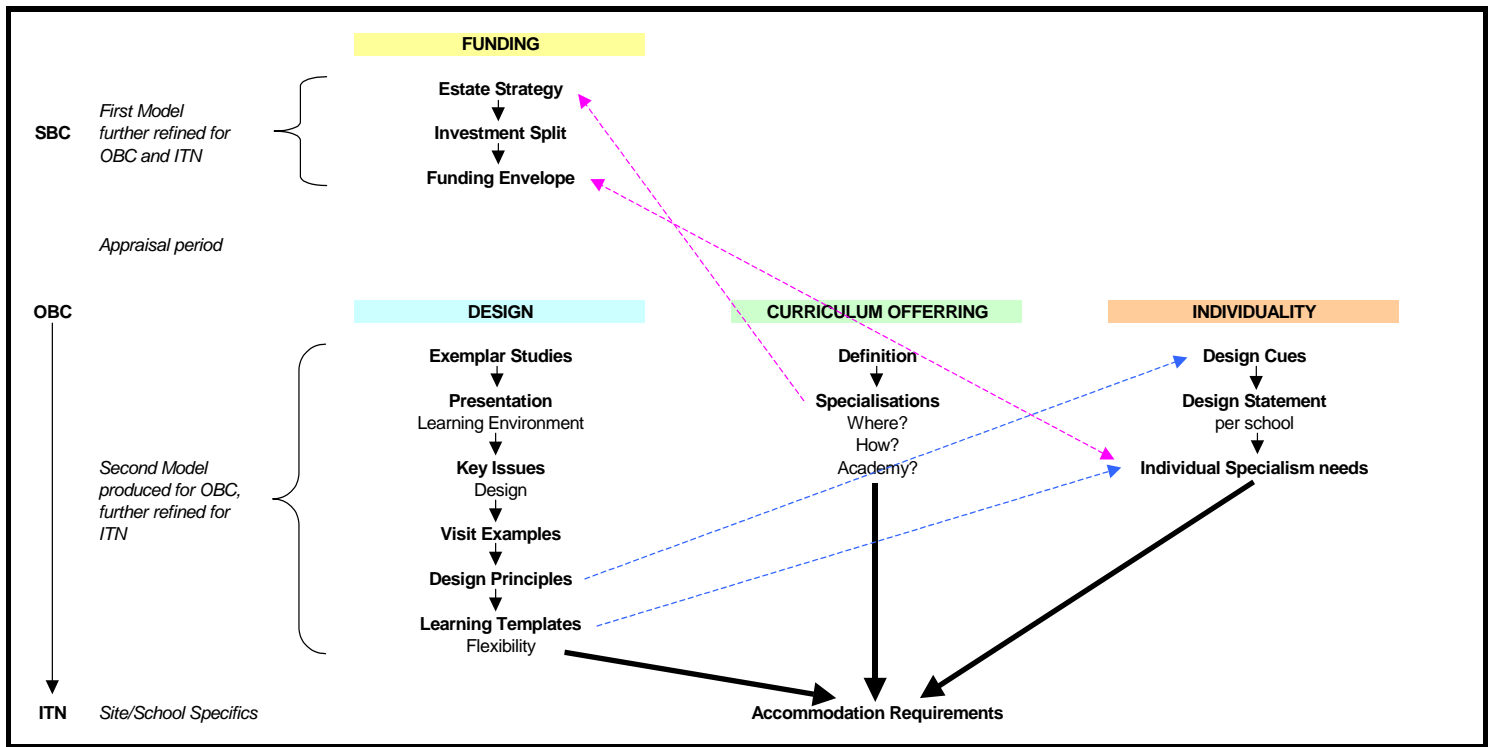 FUNDING
SBC
First Model
further refined for
OBC and ITN
Estate Strategy
Investment Split
Funding Envelope
Appraisal period
OBC
DESIGN
CURRICULUM OFFERRING
INDIVIDUALITY
Second Model
produced for OBC,
further refined for
ITN
Exemplar Studies
Presentation
Learning Environment
Key Issues
Design
Visit Examples
Design Principles
Learning Templates
Flexibility
Definition
Specialisations
Where?
How?
Academy?
Design Cues
Design Statement
per school
Individual Specialism needs
ITN
Site/School Specifics
Accommodation Requirements